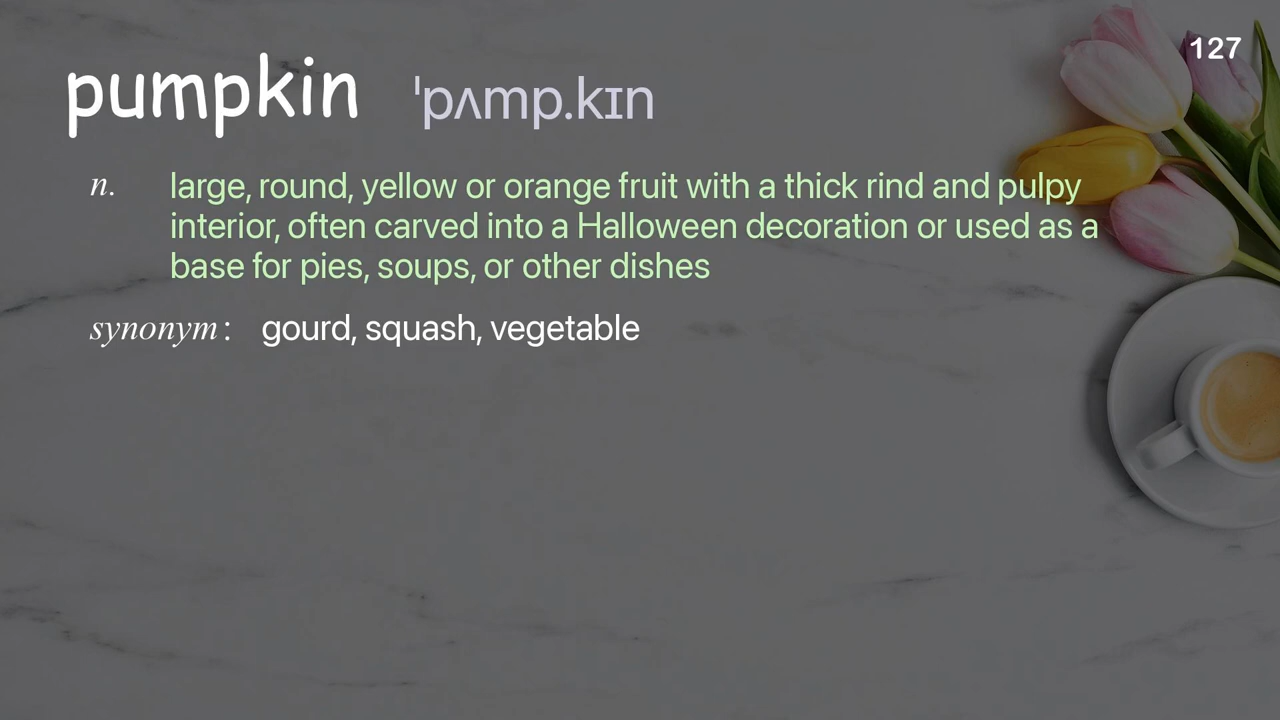 127
pumpkin ˈpʌmp.kɪn
n. large, round, yellow or orange fruit with a thick rind and pulpy
interior, often carved into a Halloween decoration or used as a
base for pies, soups, or other dishes
synonym: gourd, squash, vegetable